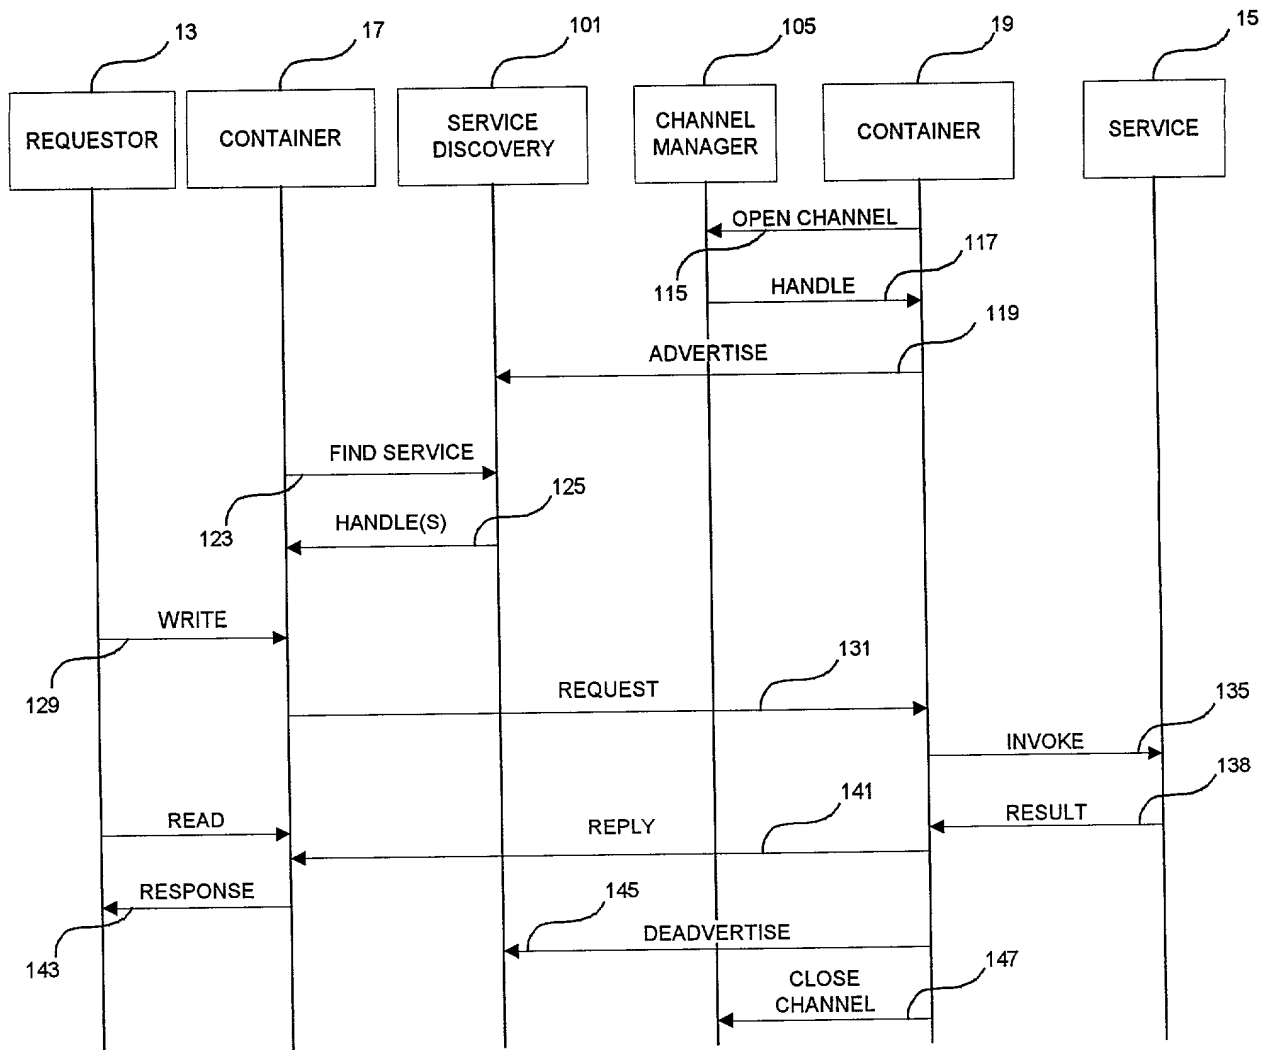 13
17
101
105
19
15
REQUESTOR
CONTAINER
SERVICE
DISCOVERY
CHANNEL
MANAGER
CONTAINER
SERVICE
OPEN CHANNEL
115
117
HANDLE
119
ADVERTISE
FIND SERVICE
123
125
HANDLE(S)
WRITE
129
131
REQUEST
135
INVOKE
138
RESULT
READ
141
REPLY
RESPONSE
143
145
DEADVERTISE
147
CLOSE
CHANNEL